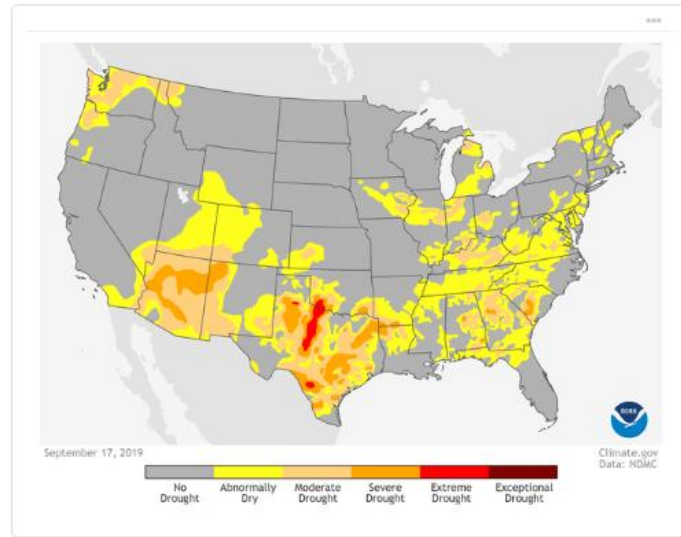 NOAA
September 17, 2019
Climate.gov
Data: NDMC
No
Drought
Abnormally
Dry
Moderate
Drought
Severe
Drought
Extreme
Drought
Exceptional
Drought